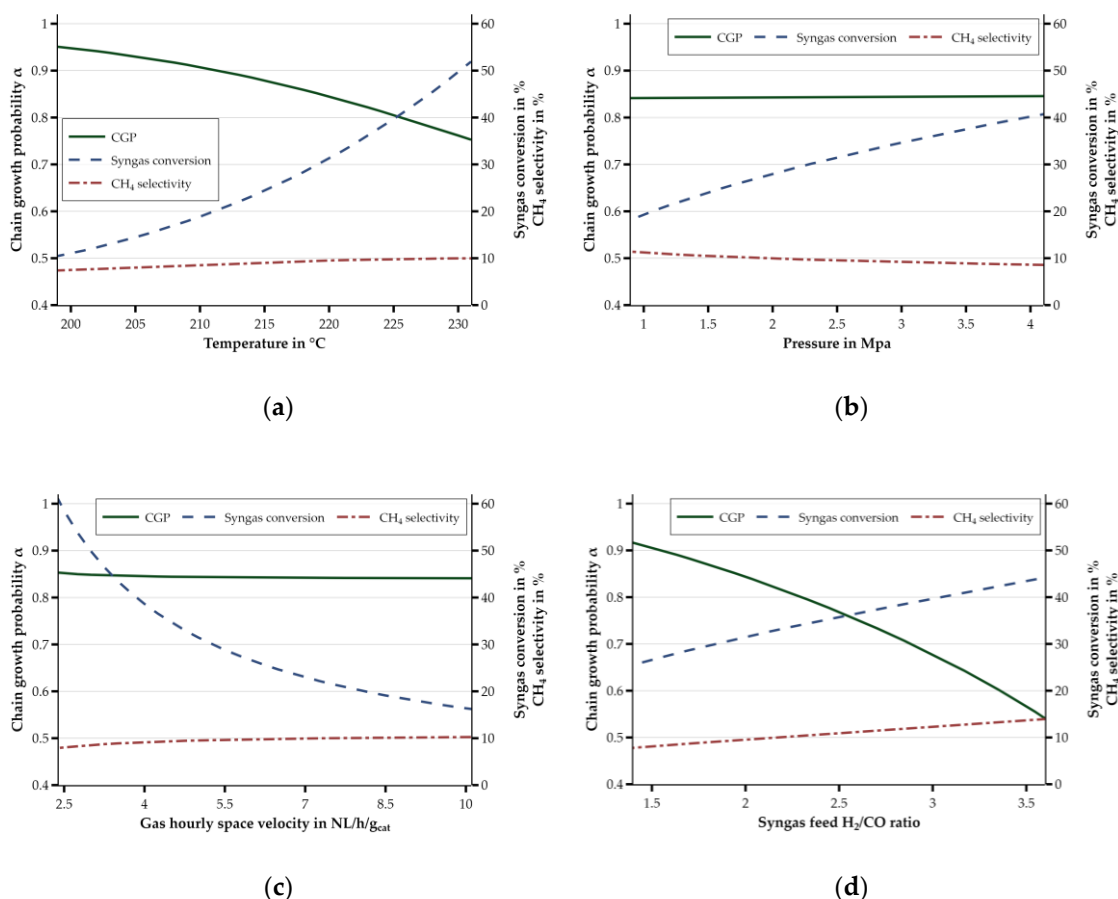 1
0.9
0.8
0.7
0.6
0.5
0.4
Chain growth probability α
60
50
40
30
20
10
0
Syngas conversion in %
CH₄ selectivity in %
CGP
Syngas conversion
CH₄ selectivity
200 205 210 215 220 225 230
Temperature in °C
(a)
1
0.9
0.8
0.7
0.6
0.5
0.4
Chain growth probability α
60
50
40
30
20
10
0
Syngas conversion in %
CH₄ selectivity in %
CGP Syngas conversion CH₄ selectivity
1 1.5 2 2.5 3 3.5 4
Pressure in Mpa
(b)
1
0.9
0.8
0.7
0.6
0.5
0.4
Chain growth probability α
60
50
40
30
20
10
0
Syngas conversion in %
CH₄ selectivity in %
CGP Syngas conversion CH₄ selectivity
2.5 4 5.5 7 8.5 10
Gas hourly space velocity in NL/h/g_cat
(c)
1
0.9
0.8
0.7
0.6
0.5
0.4
Chain growth probability α
60
50
40
30
20
10
0
Syngas conversion in %
CH₄ selectivity in %
CGP Syngas conversion CH₄ selectivity
1.5 2 2.5 3 3.5
Syngas feed H₂/CO ratio
(d)